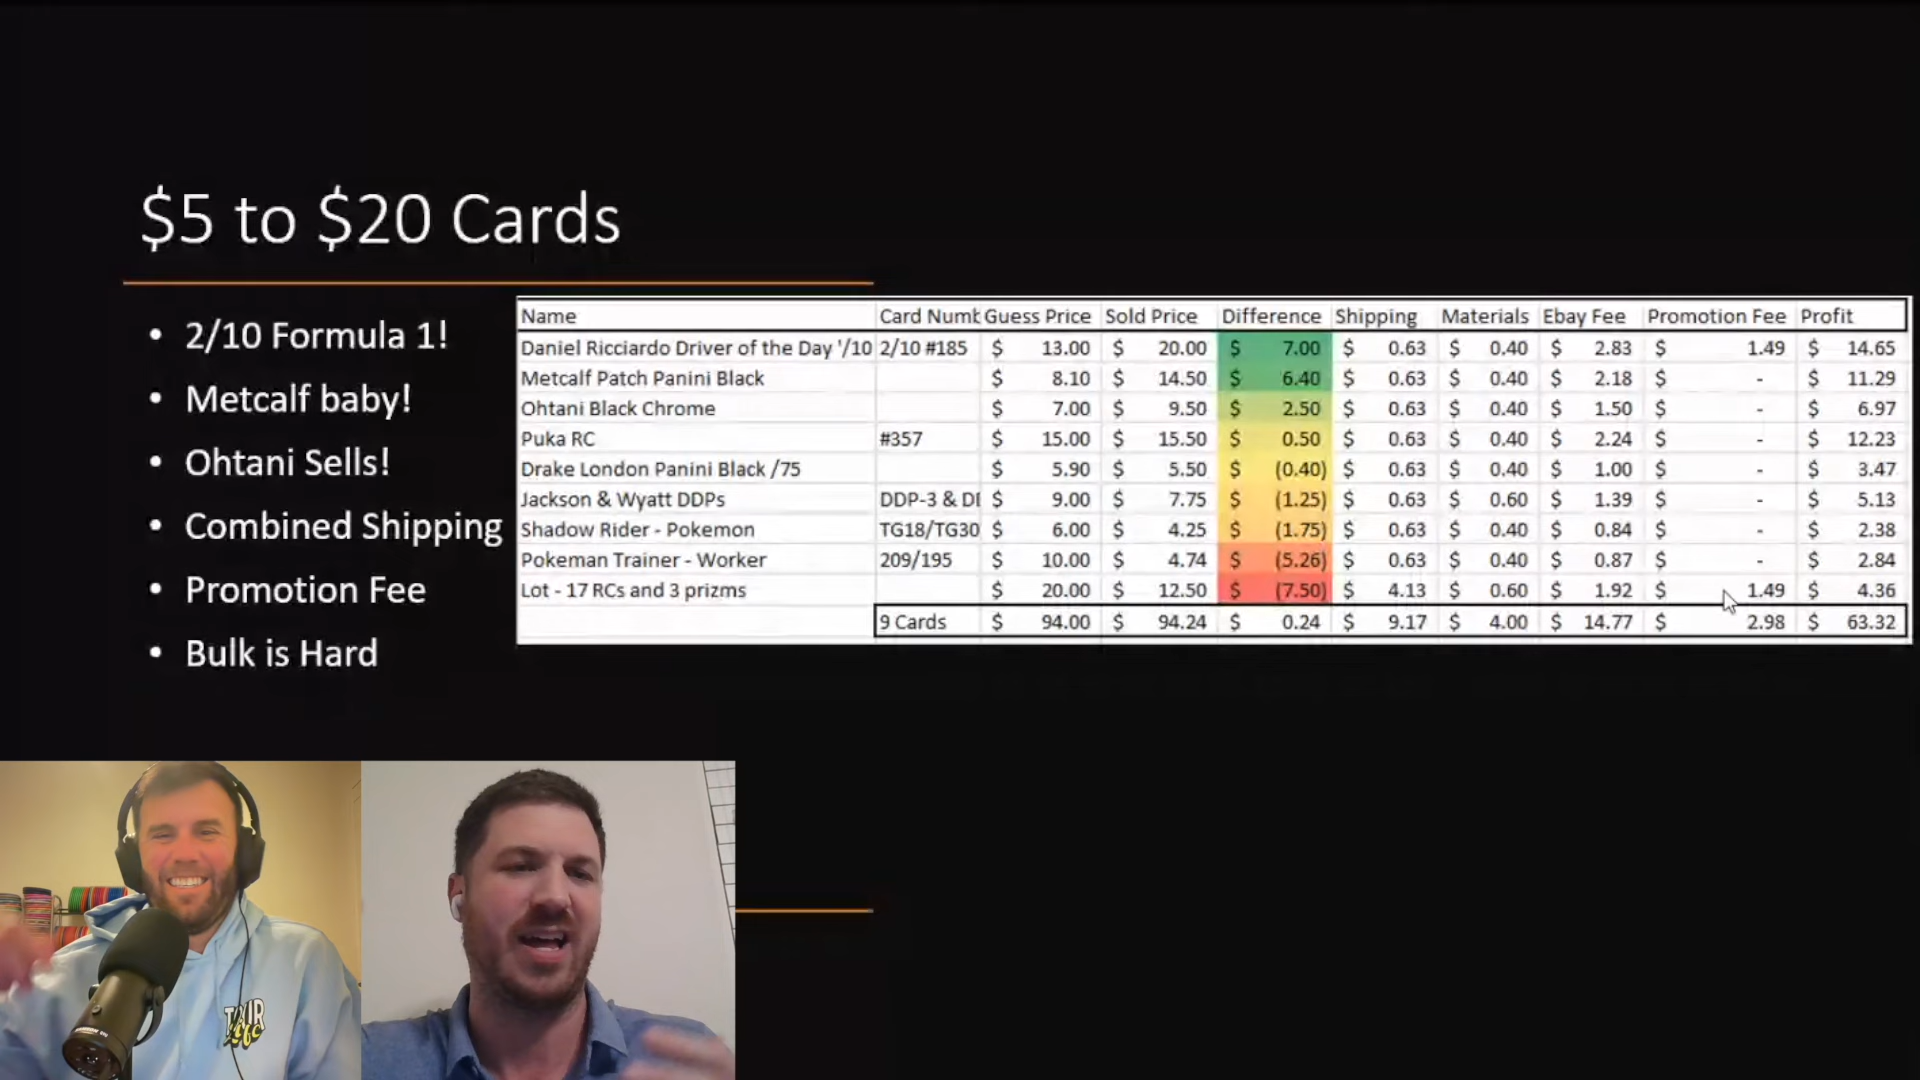 $5 to $20 Cards
• 2/10 Formula 1!
• Metcalf baby!
• Ohtani Sells!
• Combined Shipping
• Promotion Fee
• Bulk is Hard
Name Card Numb Guess Price Sold Price Difference Shipping Materials Ebay Fee Promotion Fee Profit
Daniel Ricciardo Driver of the Day '/10 2/10 #185 $ 13.00 $ 20.00 $ 7.00 $ 0.63 $ 0.40 $ 2.83 $ 1.49 $ 14.65
Metcalf Patch Panini Black $ 8.10 $ 14.50 $ 6.40 $ 0.63 $ 0.40 $ 2.18 $ - $ 11.29
Ohtani Black Chrome $ 7.00 $ 9.50 $ 2.50 $ 0.63 $ 0.40 $ 1.50 $ - $ 6.97
Puka RC #357 $ 15.00 $ 15.50 $ 0.50 $ 0.63 $ 0.40 $ 2.24 $ - $ 12.23
Drake London Panini Black /75 $ 5.90 $ 5.50 $ (0.40) $ 0.63 $ 0.40 $ 1.00 $ - $ 3.47
Jackson & Wyatt DDPs DDP-3 & DI $ 9.00 $ 7.75 $ (1.25) $ 0.63 $ 0.60 $ 1.39 $ - $ 5.13
Shadow Rider - Pokemon TG18/TG30 $ 6.00 $ 4.25 $ (1.75) $ 0.63 $ 0.40 $ 0.84 $ - $ 2.38
Pokeman Trainer - Worker 209/195 $ 10.00 $ 4.74 $ (5.26) $ 0.63 $ 0.40 $ 0.87 $ - $ 2.84
Lot - 17 RCs and 3 prizms $ 20.00 $ 12.50 $ (7.50) $ 4.13 $ 0.60 $ 1.92 $ 1.49 $ 4.36
9 Cards $ 94.00 $ 94.24 $ 0.24 $ 9.17 $ 4.00 $ 14.77 $ 2.98 $ 63.32